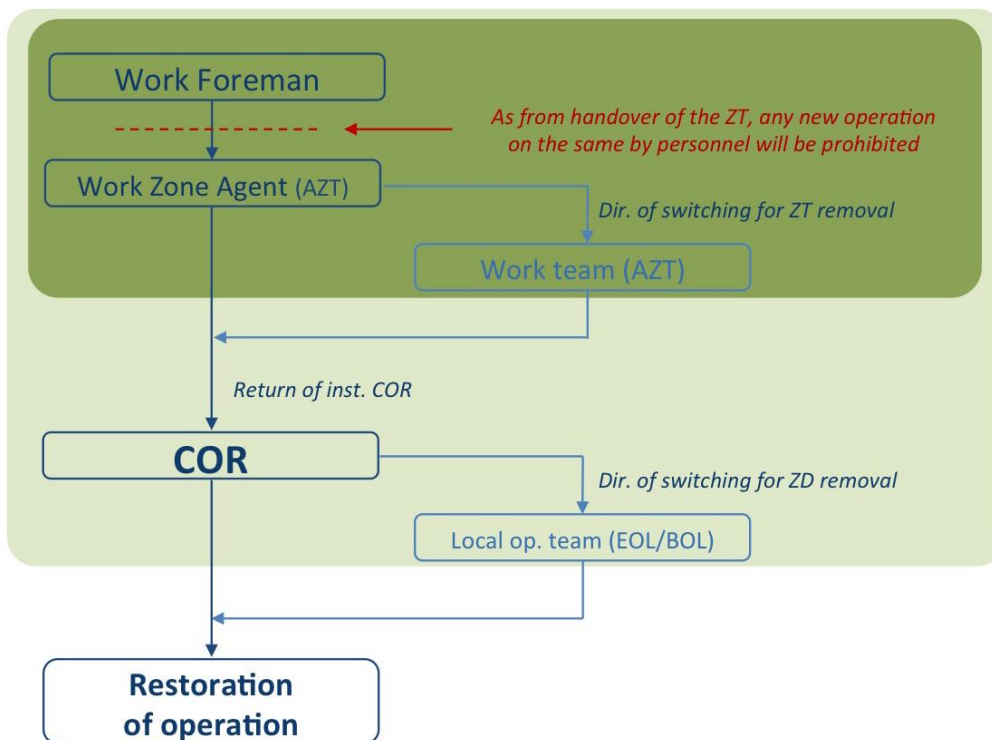 Work Foreman
As from handover of the ZT, any new operation
on the same by personnel will be prohibited
Work Zone Agent (AZT)
Dir. of switching for ZT removal
Work team (AZT)
Return of inst. COR
COR
Dir. of switching for ZD removal
Local op. team (EOL/BOL)
Restoration
of operation